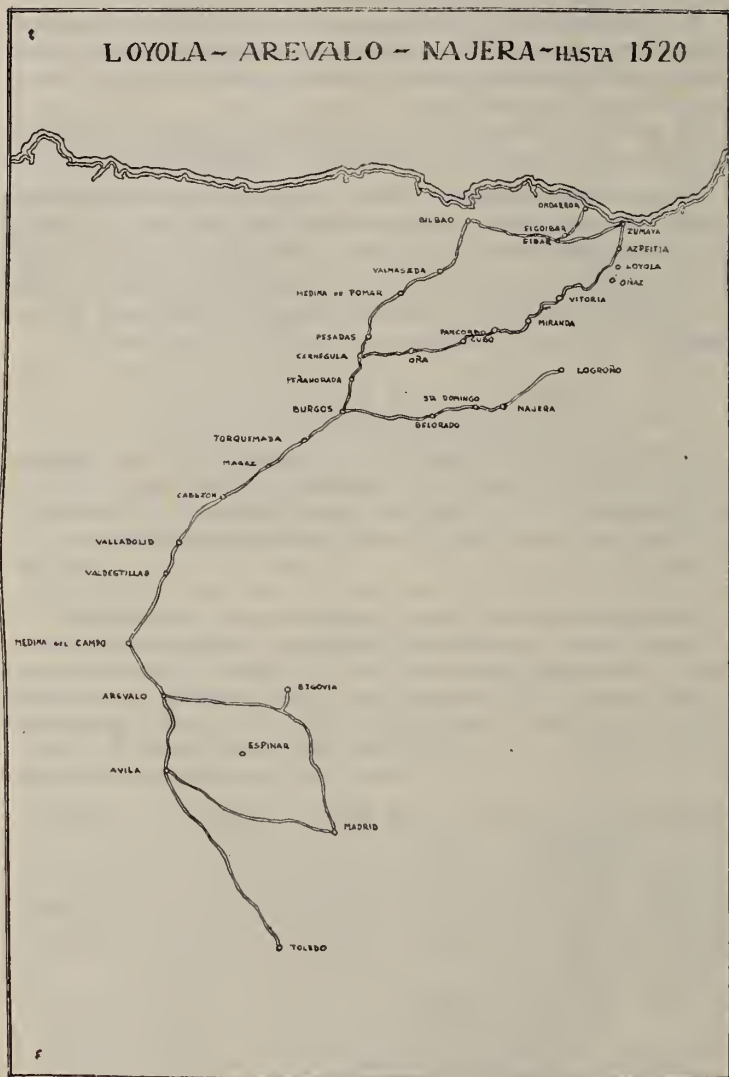 LOYOLA - AREVALO - NAJERA - HASTA 1520
ONDARROA
BILBAO
EIBAR
ZUMAYA
AZPEITIA
LOYOLA
OÑAZ
VALMASEDA
MEDINA DE POMAR
VITORIA
MIRANDA
PANCORBO
CUBO
PESADAS
CERNEGULA
OÑA
PEÑAHORADA
LOGROÑO
STO DOMINGO
NAJERA
BURGOS
BELORADO
TORQUEMADA
MAGAZ
CABEZON
VALLADOLID
VALDESTILLAS
MEDINA DEL CAMPO
SEGOVIA
AREVALO
ESPINAR
AVILA
MADRID
TOLEDO